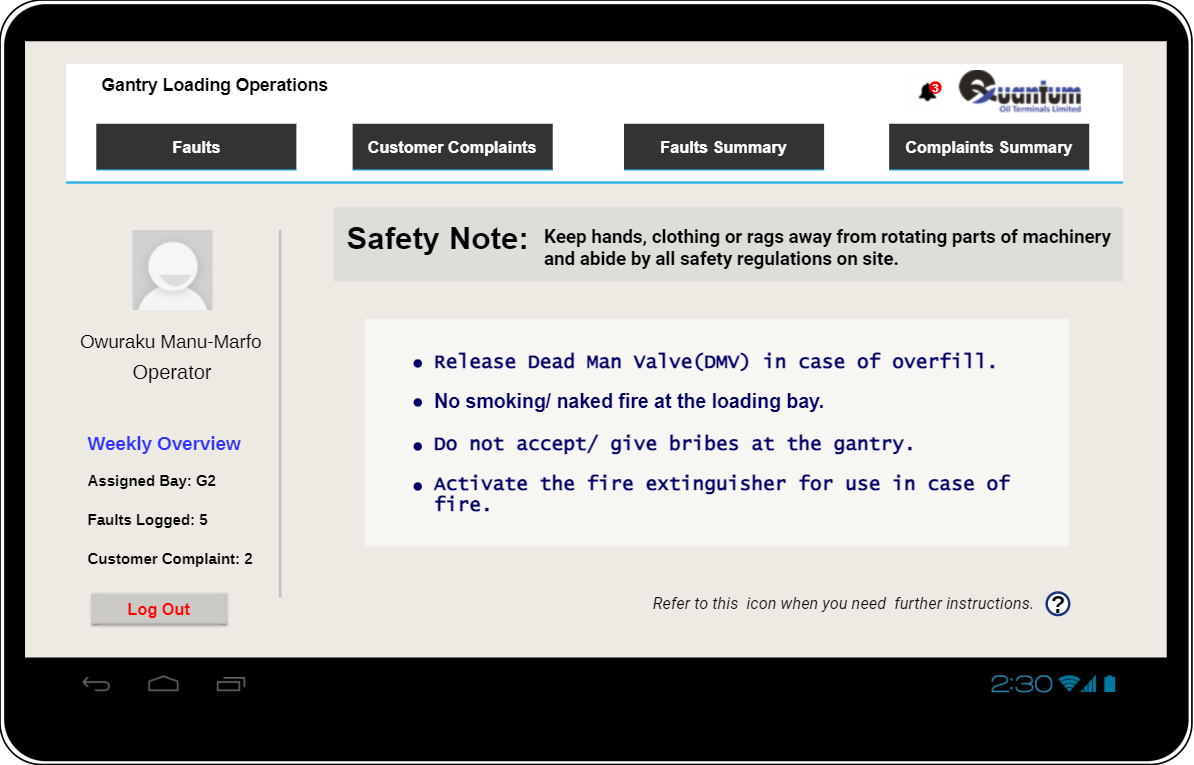 Gantry Loading Operations
3
Quantum
Oil Terminals Limited
Faults
Customer Complaints
Faults Summary
Complaints Summary
Safety Note:
Keep hands, clothing or rags away from rotating parts of machinery
and abide by all safety regulations on site.
Owuraku Manu-Marfo
Operator
Weekly Overview
Assigned Bay: G2
Faults Logged: 5
Customer Complaint: 2
Log Out
• Release Dead Man Valve(DMV) in case of overfill.
• No smoking/ naked fire at the loading bay.
• Do not accept/ give bribes at the gantry.
• Activate the fire extinguisher for use in case of
fire.
Refer to this icon when you need further instructions.
?
2:30